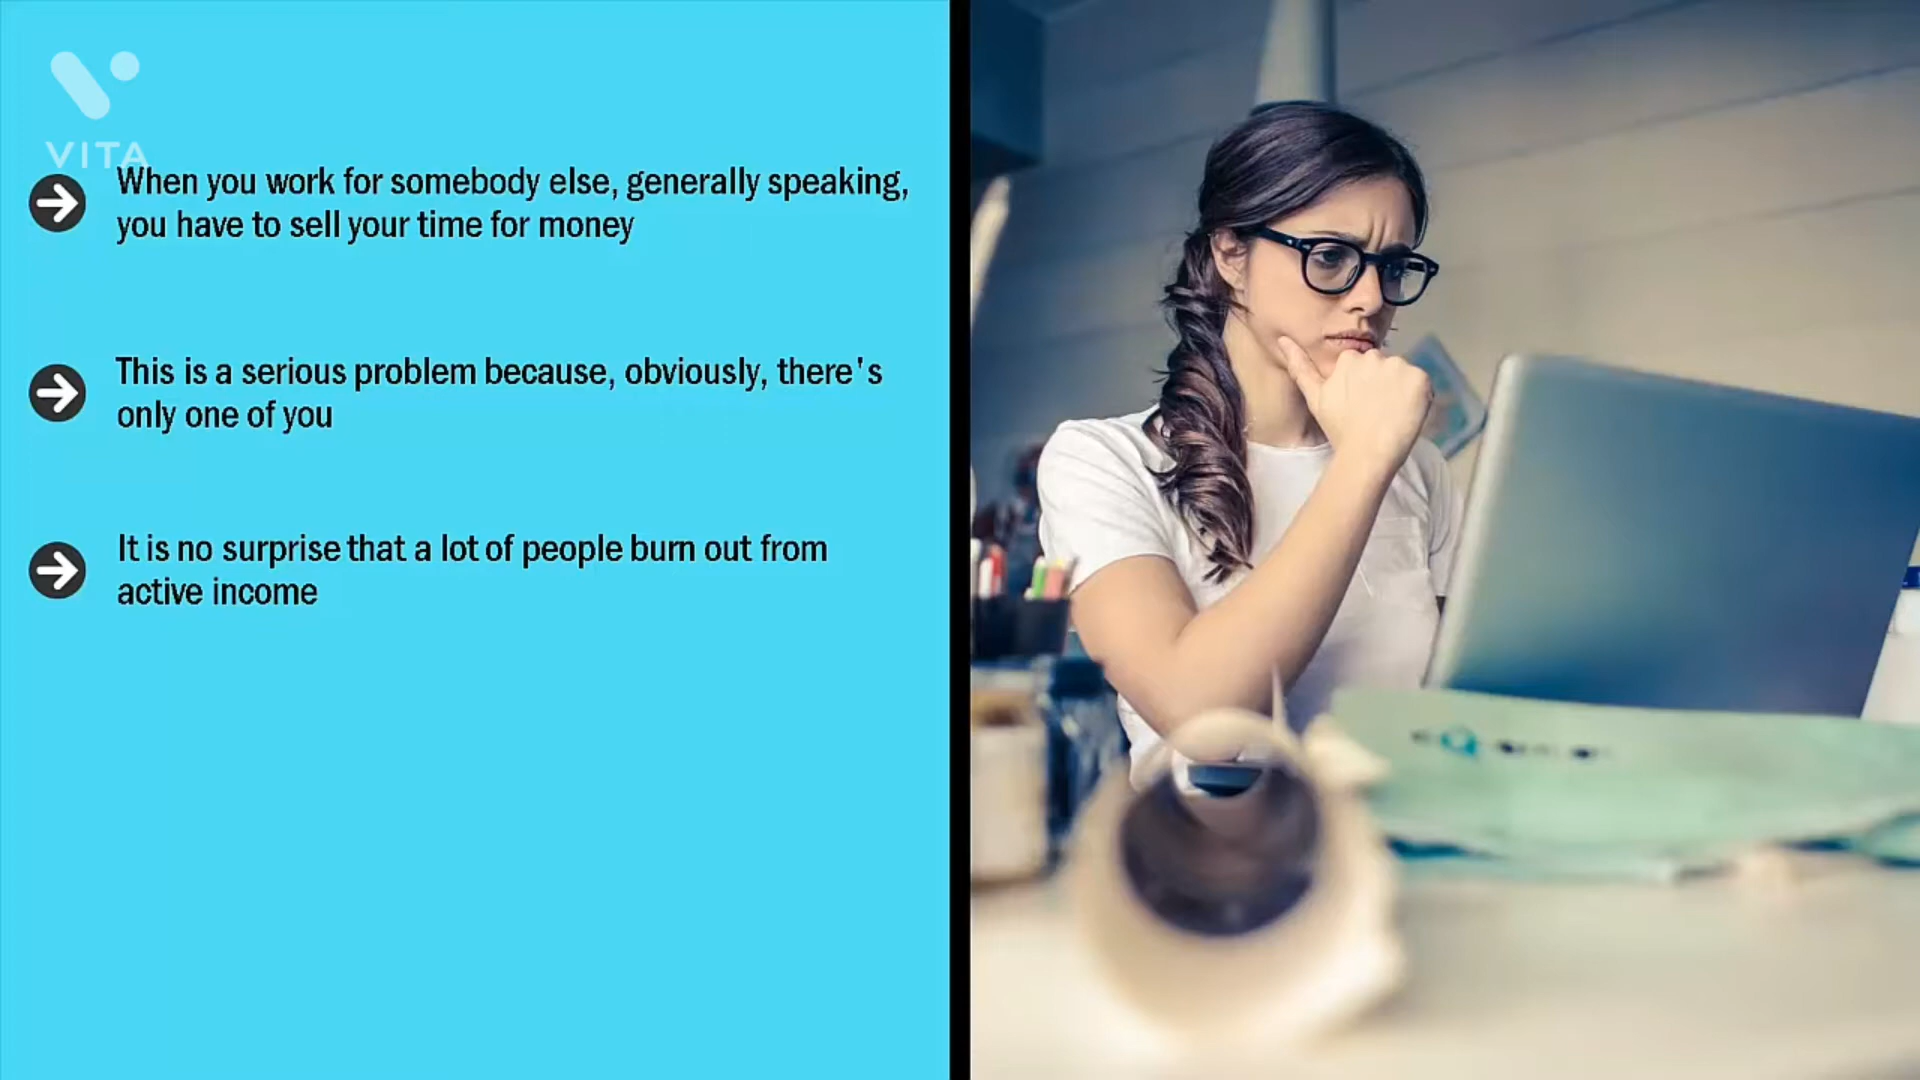 VITA
When you work for somebody else, generally speaking,
you have to sell your time for money
This is a serious problem because, obviously, there's
only one of you
It is no surprise that a lot of people burn out from
active income